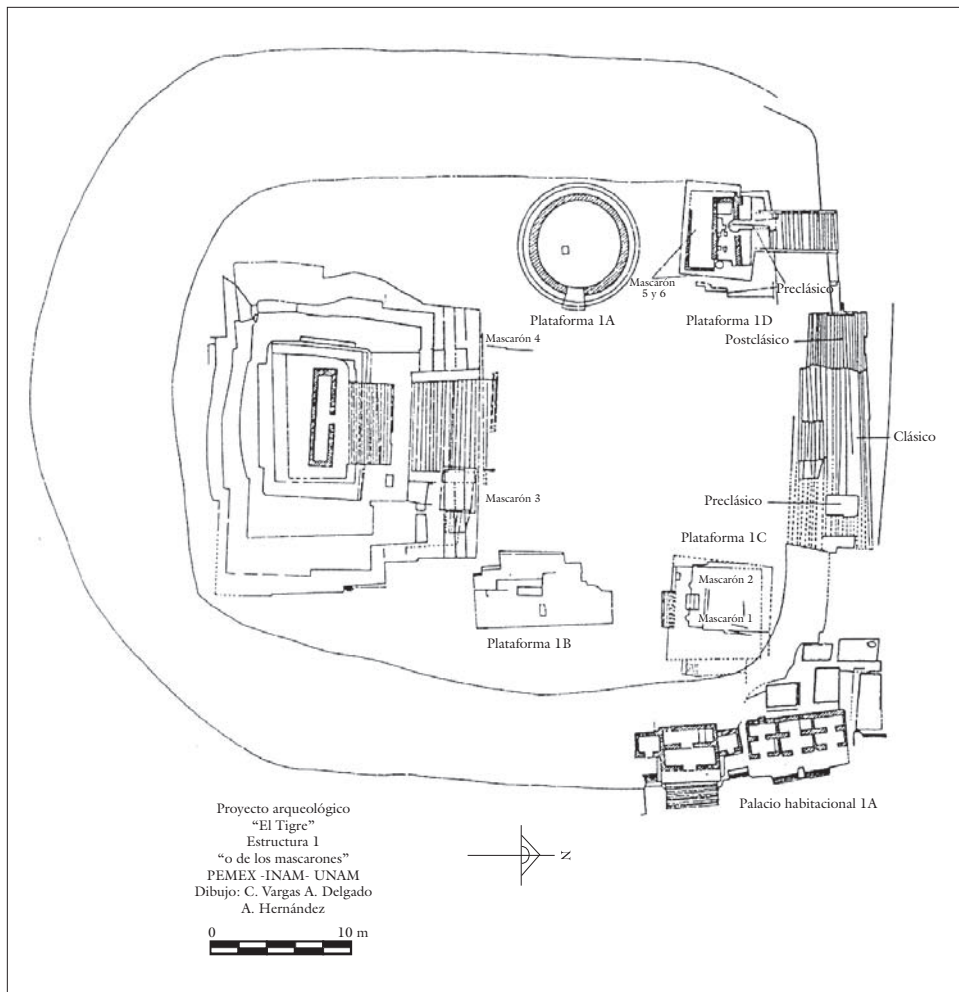 Mascarón
5 y 6
Preclásico
Plataforma 1A
Plataforma 1D
Mascarón 4
Postclásico
Clásico
Mascarón 3
Preclásico
Plataforma 1C
Mascarón 2
Mascarón 1
Plataforma 1B
Palacio habitacional 1A
Proyecto arqueológico
“El Tigre”
Estructura 1
“o de los mascarones”
PEMEX -INAM- UNAM
Dibujo: C. Vargas A. Delgado
A. Hernández
N
0 10 m